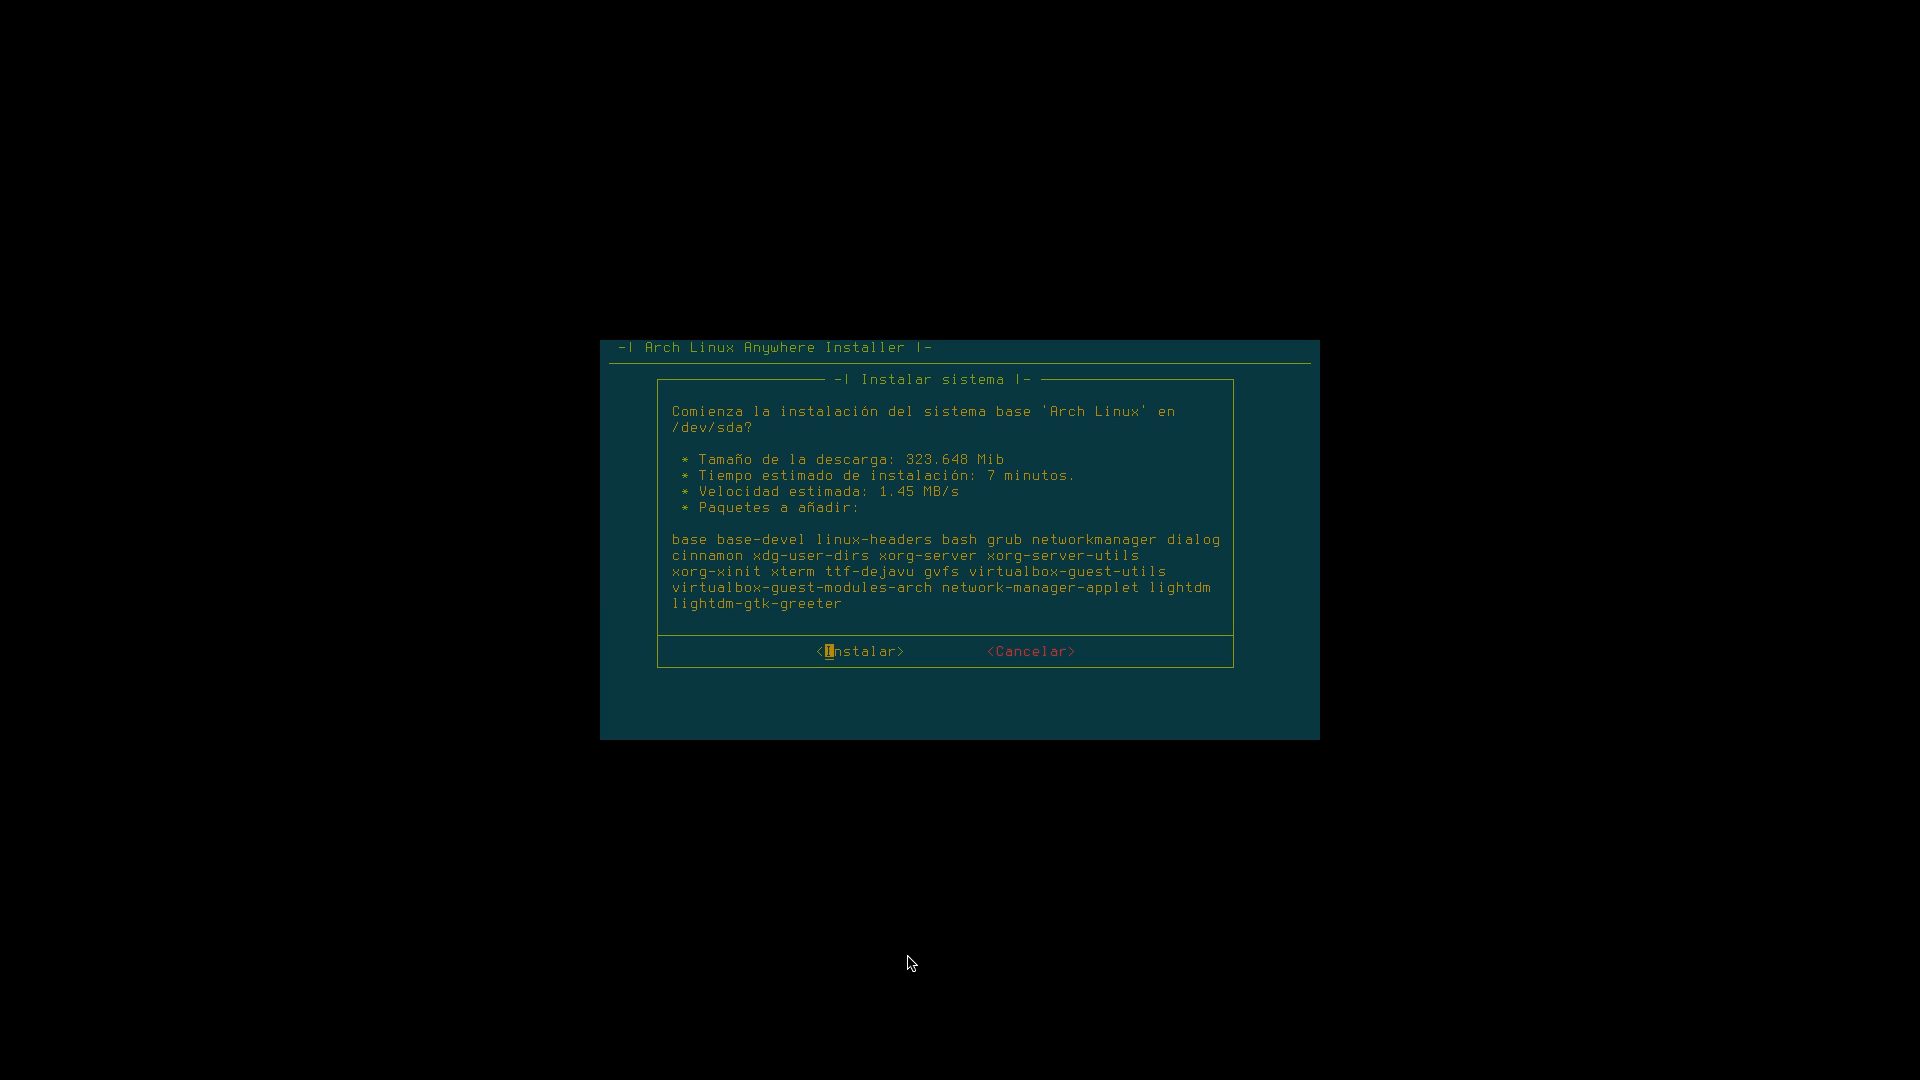 -| Arch Linux Anywhere Installer |-
-| Instalar sistema |-
Comienza la instalación del sistema base 'Arch Linux' en
/dev/sda?
* Tamaño de la descarga: 323.648 Mib
* Tiempo estimado de instalación: 7 minutos.
* Velocidad estimada: 1.45 MB/s
* Paquetes a añadir:
base base-devel linux-headers bash grub networkmanager dialog
cinnamon xdg-user-dirs xorg-server xorg-server-utils
xorg-xinit xterm ttf-dejavu gvfs virtualbox-guest-utils
virtualbox-guest-modules-arch network-manager-applet lightdm
lightdm-gtk-greeter
<Instalar> <Cancelar>